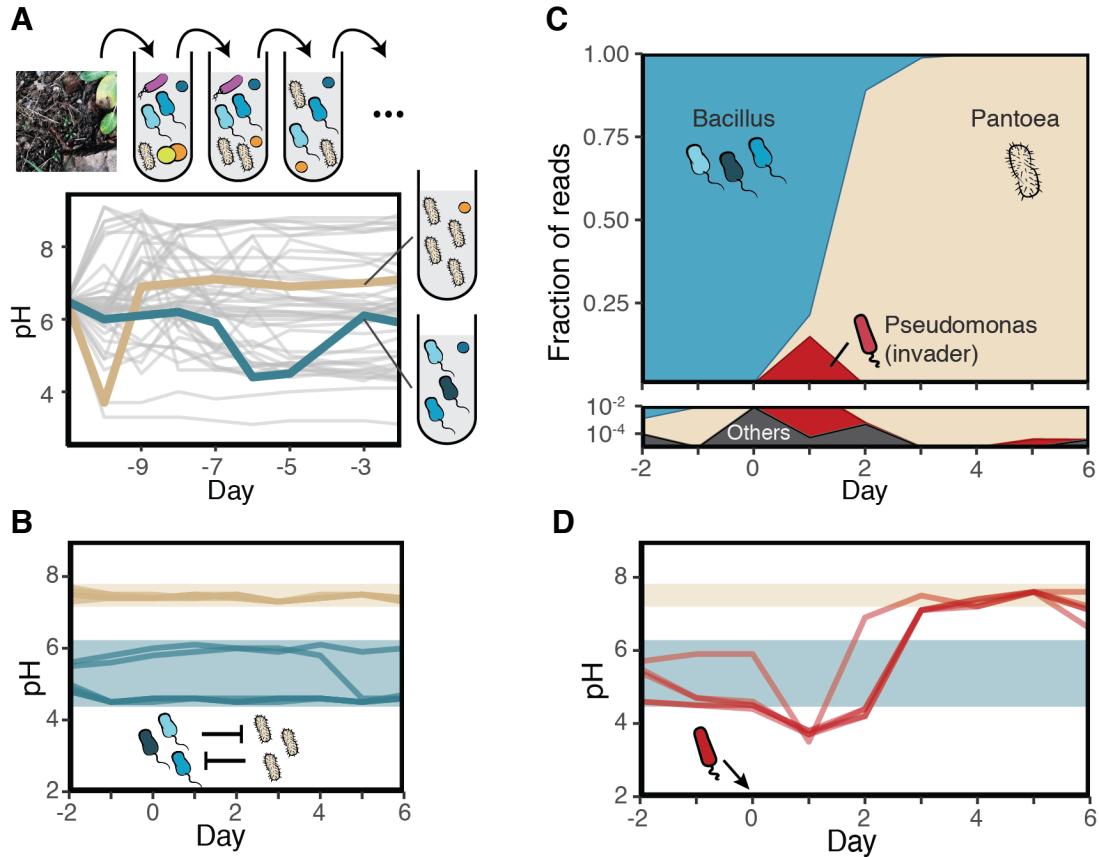 A
...
8
6
4
pH
-9
-7
-5
-3
Day
C
1.00
0.75
0.50
0.25
Fraction of reads
Bacillus
Pantoea
Pseudomonas
(invader)
10-2
10-4
Others
-2
0
2
4
6
Day
B
8
6
4
2
pH
-2
0
2
4
6
Day
D
8
6
4
2
pH
-2
0
2
4
6
Day